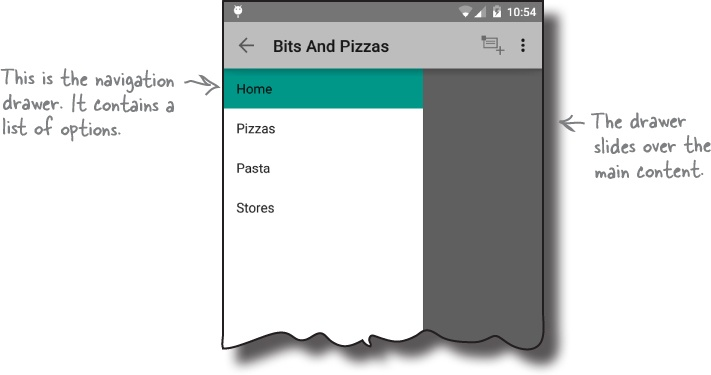 10:54
Bits And Pizzas
This is the navigation
drawer. It contains a
list of options.
Home
Pizzas
Pasta
Stores
The drawer
slides over the
main content.